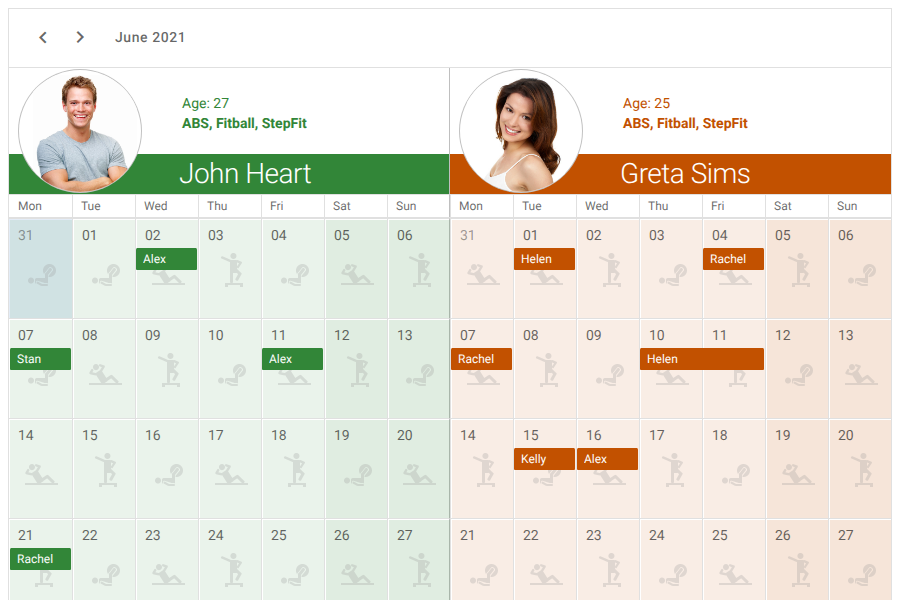 June 2021
Age: 27
ABS, Fitball, StepFit
John Heart
Age: 25
ABS, Fitball, StepFit
Greta Sims
Mon Tue Wed Thu Fri Sat Sun Mon Tue Wed Thu Fri Sat Sun
31 01 02 03 04 05 06 31 01 02 03 04 05 06
Alex Helen Rachel
07 08 09 10 11 12 13 07 08 09 10 11 12 13
Stan Alex Rachel Helen
14 15 16 17 18 19 20 14 15 16 17 18 19 20
Kelly Alex
21 22 23 24 25 26 27 21 22 23 24 25 26 27
Rachel